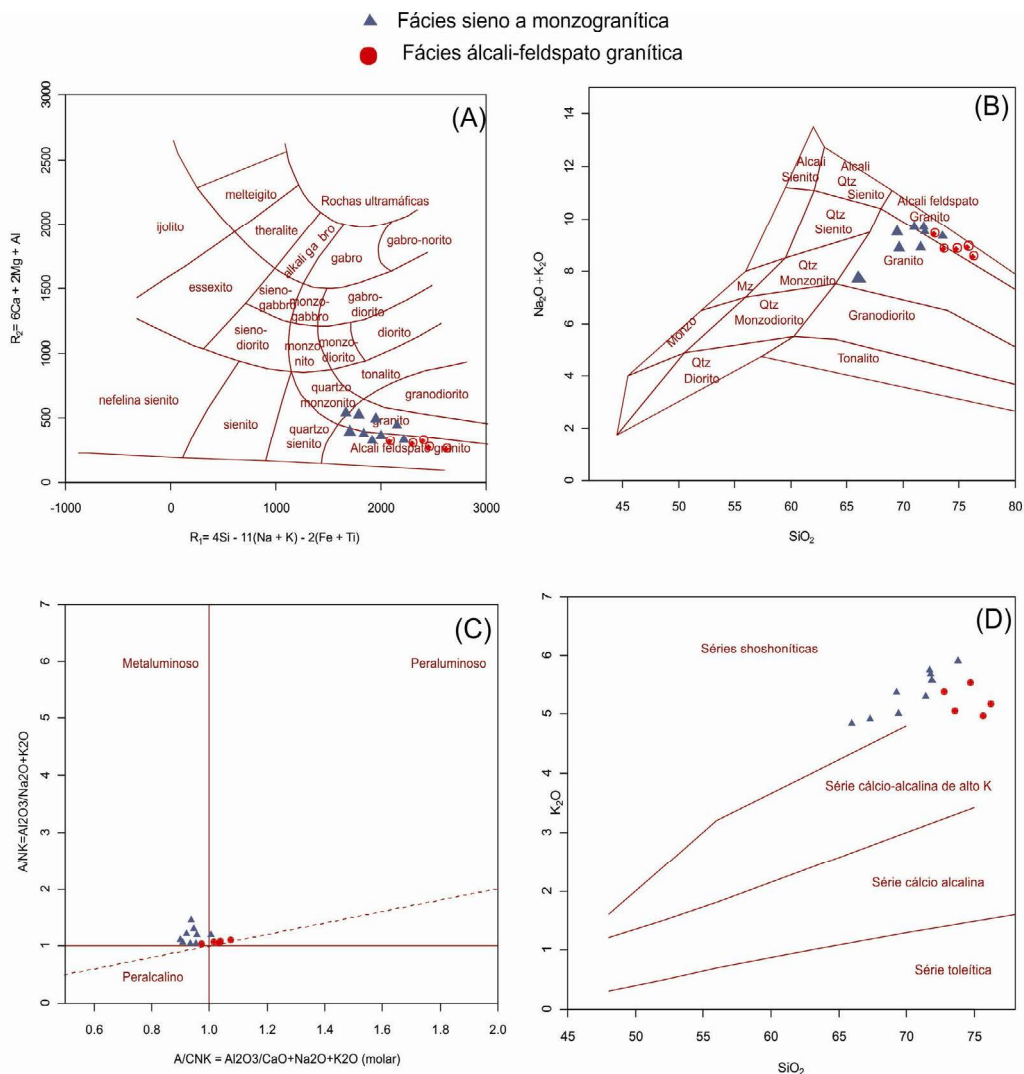 Fácies sieno a monzogranítica
Fácies álcali-feldspato granítica
(A)
R2= 6Ca + 2Mg + Al
3000
2500
2000
1500
1000
500
0
melteigito
Rochas ultramáficas
ijolito
theralite
alkali ga bro
gabro-norito
gabro
essexito
sieno-
gabbro
monzo-
gabbro
gabro-
diorito
sieno-
diorito
monzo
nito
monzo-
diorito
diorito
tonalito
nefelina sienito
quartzo
monzonito
granodiorito
sienito
quartzo
sienito
granito
Alcali feldspato granito
-1000
0
1000
2000
3000
R1= 4Si - 11(Na + K) - 2(Fe + Ti)
(B)
Na2O + K2O
14
12
10
8
6
4
2
0
Alcali
Sienito
Alcali
Qtz
Sienito
Alcali feldspato
Granito
Qtz
Sienito
Granito
Qtz
Monzonito
Mz
Monzo
Qtz
Monzodiorito
Granodiorito
Qtz
Diorito
Tonalito
45
50
55
60
65
70
75
80
SiO2
(C)
A/NK=Al2O3/Na2O+K2O
7
6
5
4
3
2
1
0
Metaluminoso
Peraluminoso
Peralcalino
0.6
0.8
1.0
1.2
1.4
1.6
1.8
2.0
A/CNK = Al2O3/CaO+Na2O+K2O (molar)
(D)
K2O
7
6
5
4
3
2
1
0
Séries shoshoníticas
Série cálcio-alcalina de alto K
Série cálcio alcalina
Série toleítica
45
50
55
60
65
70
75
SiO2